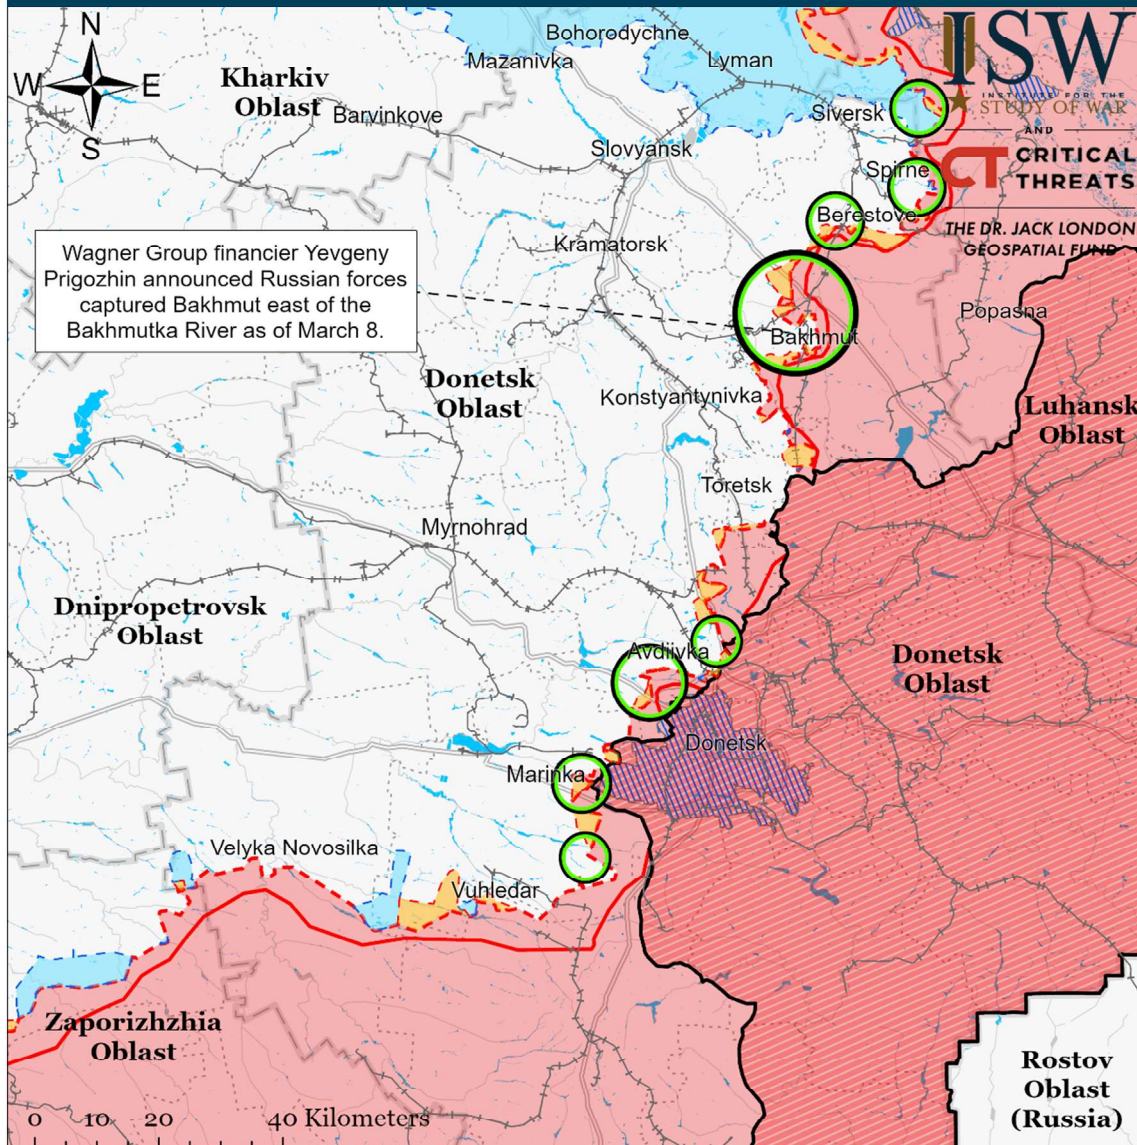 N
W
E
S
Kharkiv
Oblast
Bohorodychne
Mazanivka
Lyman
Barvinkove
Slovyansk
Siversk
ISW
INSTITUTE FOR THE
STUDY OF WAR
AND
CT CRITICAL
THREATS
THE DR. JACK LONDON
GEOSPATIAL FUND
Spirne
Berestove
Kramatorsk
Wagner Group financier Yevgeny
Prigozhin announced Russian forces
captured Bakhmut east of the
Bakhmutka River as of March 8.
Popasna
Bakhmut
Donetsk
Oblast
Konstyantynivka
Luhansk
Oblast
Toretsk
Myrnohrad
Dnipropetrovsk
Oblast
Avdiivka
Donetsk
Oblast
Donetsk
Marinka
Velyka Novosilka
Vuhledar
Zaporizhzhia
Oblast
Rostov
Oblast
(Russia)
0 10 20 40 Kilometers